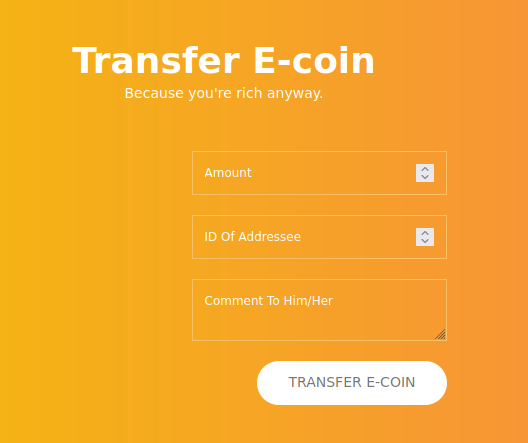 Transfer E-coin
Because you're rich anyway.
Amount
ID Of Addressee
Comment To Him/Her
TRANSFER E-COIN